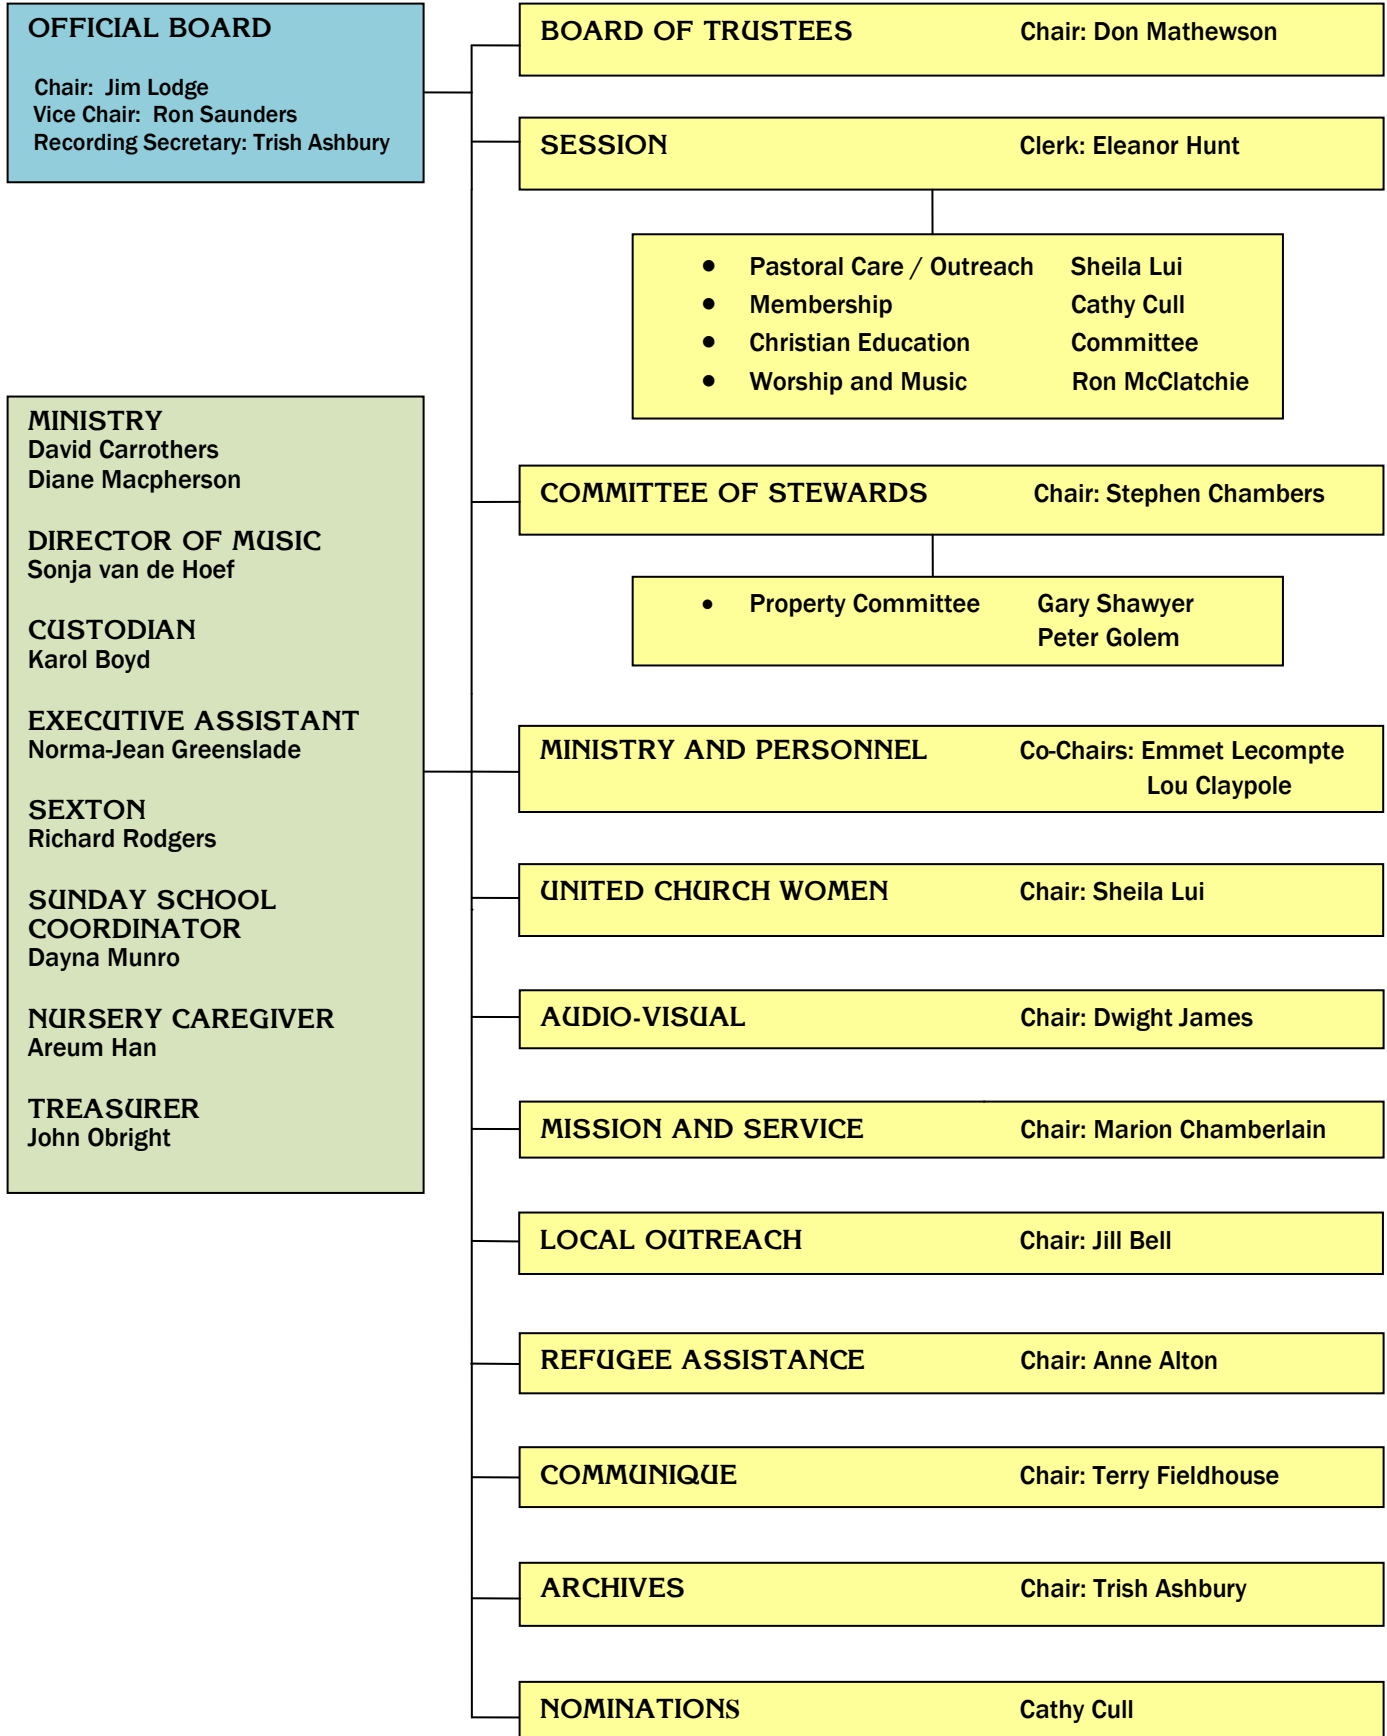 OFFICIAL BOARD
Chair: Jim Lodge
Vice Chair: Ron Saunders
Recording Secretary: Trish Ashbury
MINISTRY
David Carrothers
Diane Macpherson
DIRECTOR OF MUSIC
Sonja van de Hoef
CUSTODIAN
Karol Boyd
EXECUTIVE ASSISTANT
Norma-Jean Greenslade
SEXTON
Richard Rodgers
SUNDAY SCHOOL
COORDINATOR
Dayna Munro
NURSERY CAREGIVER
Areum Han
TREASURER
John Obright
BOARD OF TRUSTEES Chair: Don Mathewson
SESSION Clerk: Eleanor Hunt
• Pastoral Care / Outreach Sheila Lui
• Membership Cathy Cull
• Christian Education Committee
• Worship and Music Ron McClatchie
COMMITTEE OF STEWARDS Chair: Stephen Chambers
• Property Committee Gary Shawyer
Peter Golem
MINISTRY AND PERSONNEL Co-Chairs: Emmet Lecompte
Lou Claypole
UNITED CHURCH WOMEN Chair: Sheila Lui
AUDIO-VISUAL Chair: Dwight James
MISSION AND SERVICE Chair: Marion Chamberlain
LOCAL OUTREACH Chair: Jill Bell
REFUGEE ASSISTANCE Chair: Anne Alton
COMMUNIQUE Chair: Terry Fieldhouse
ARCHIVES Chair: Trish Ashbury
NOMINATIONS Cathy Cull